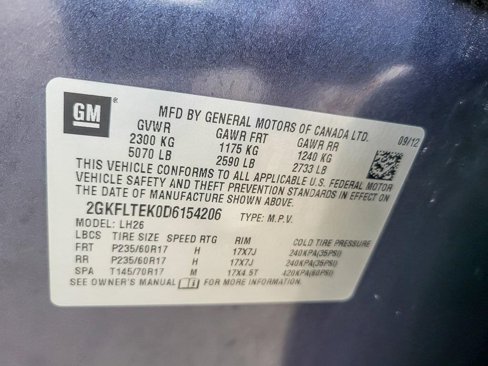 GM ®
MFD BY GENERAL MOTORS OF CANADA LTD.
GVWR GAWR FRT GAWR RR 09/12
2300 KG 1175 KG 1240 KG
5070 LB 2590 LB 2733 LB
THIS VEHICLE CONFORMS TO ALL APPLICABLE U.S. FEDERAL MOTOR
VEHICLE SAFETY AND THEFT PREVENTION STANDARDS IN EFFECT ON
THE DATE OF MANUFACTURE SHOWN ABOVE.
2GKFLTEK0D6154206 TYPE: M.P.V.
MODEL: LH26
LBCS TIRE SIZE SPEED RTG RIM COLD TIRE PRESSURE
FRT P235/60R17 H 17X7J 240KPA(35PSI)
RR P235/60R17 H 17X7J 240KPA(35PSI)
SPA T145/70R17 M 17X4.5T 420KPA(60PSI)
SEE OWNER'S MANUAL FOR MORE INFORMATION.